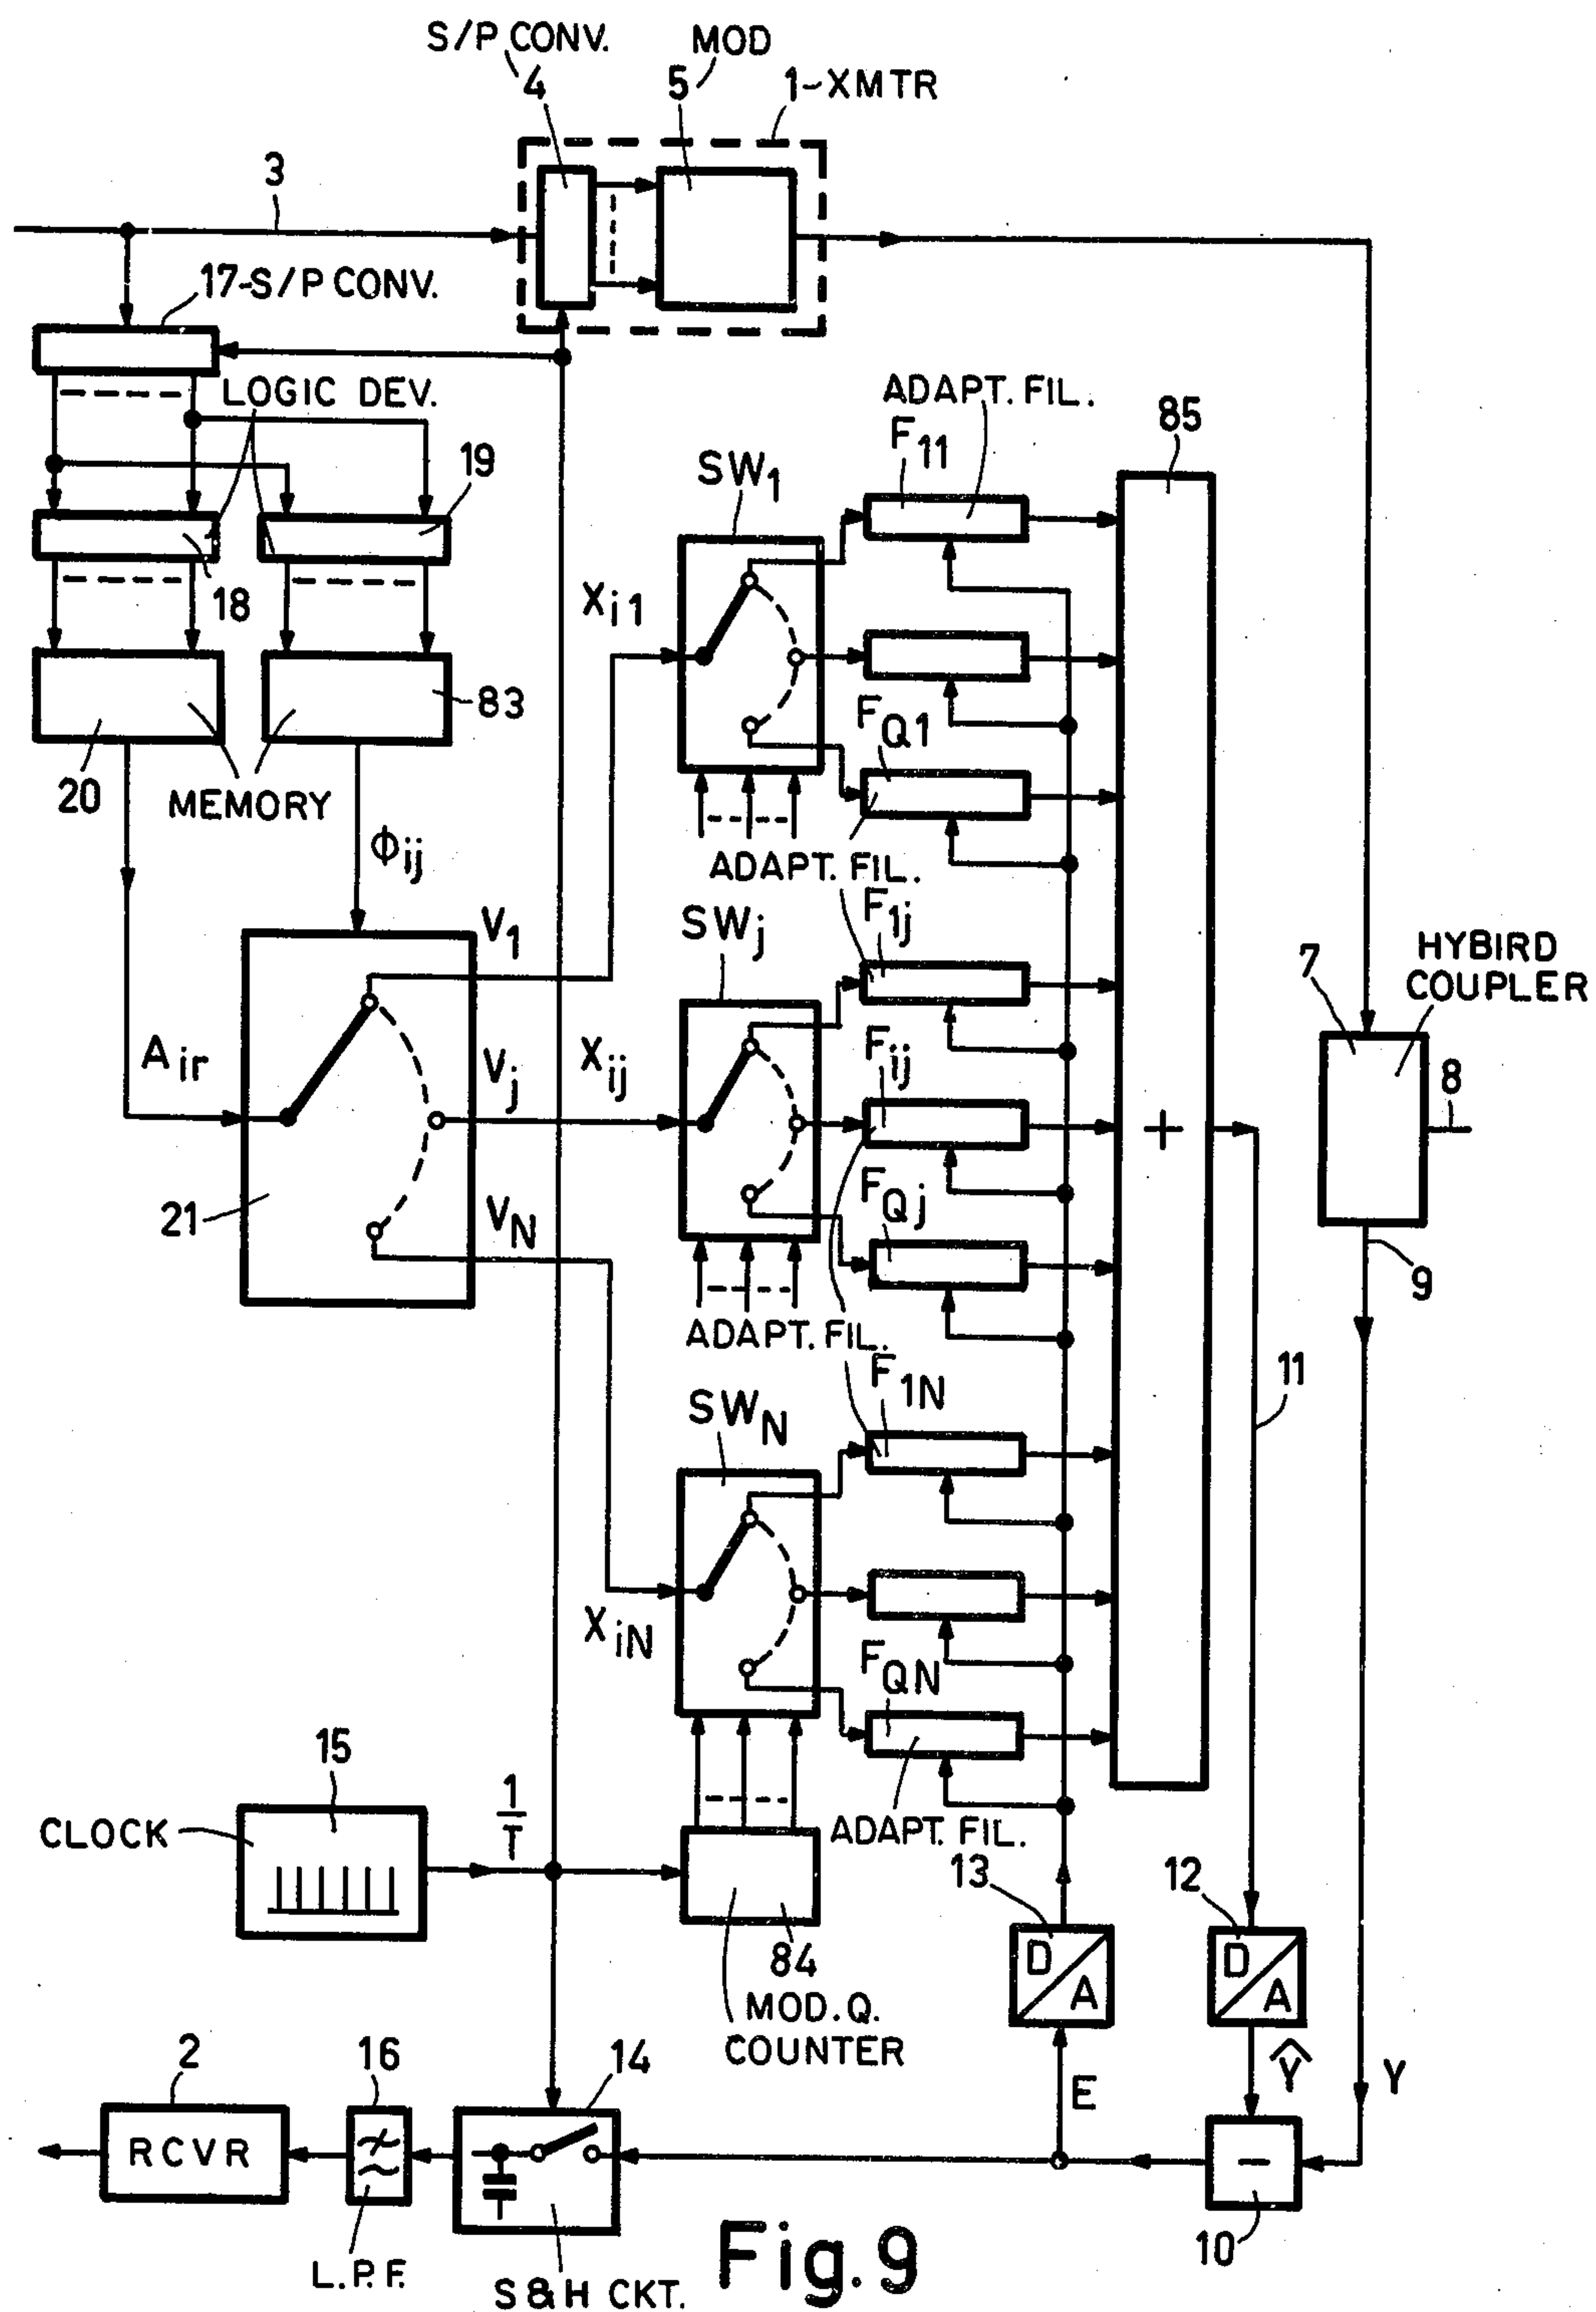 S/P CONV.
MOD
4
5
1-XMTR
3
17-S/P CONV.
LOGIC DEV.
ADAPT. FIL.
F11
85
SW1
19
18
Xi1
83
FQ1
20
MEMORY
Φij
ADAPT. FIL.
F1j
V1
SWj
7
HYBIRD
COUPLER
Air
Vj
Xij
Fij
+
8
21
VN
FQj
9
ADAPT. FIL.
F1N
11
SWN
XiN
FQN
15
CLOCK
1
T
ADAPT. FIL.
13
12
84
D
A
D
A
MOD. Q.
COUNTER
2
16
14
E
Ŷ
Y
RCVR
−
10
L.P.F.
S&H CKT.
Fig. 9